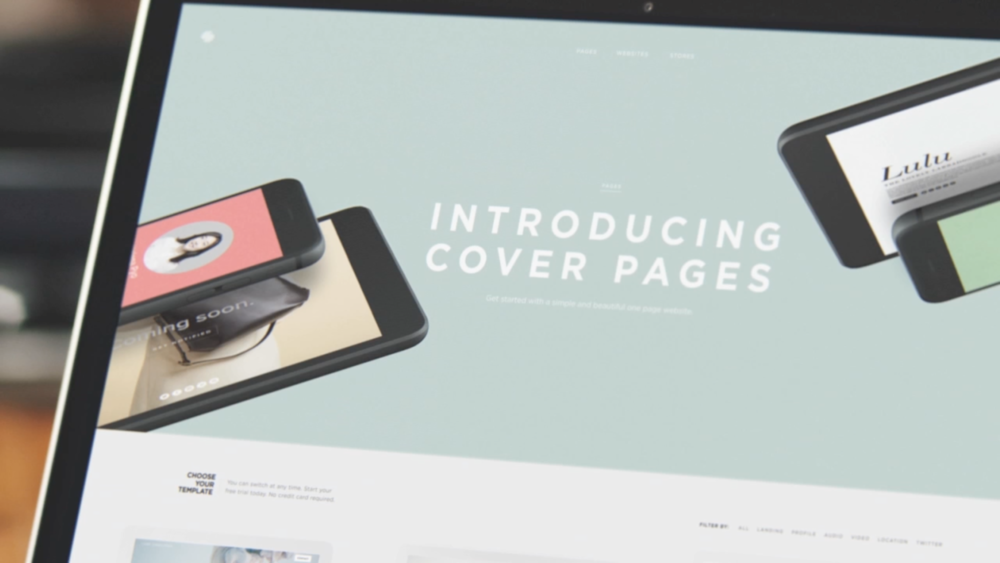 PAGES WEBSITES STORES
PAGES
INTRODUCING
COVER PAGES
Get started with a simple and beautiful one page website.
Lulu
coming soon.
GET NOTIFIED
CHOOSE
YOUR
TEMPLATE
You can switch at any time. Start your
free trial today. No credit card required.
FILTER BY ALL LANDING PROFILE AUDIO VIDEO LOCATION TWITTER